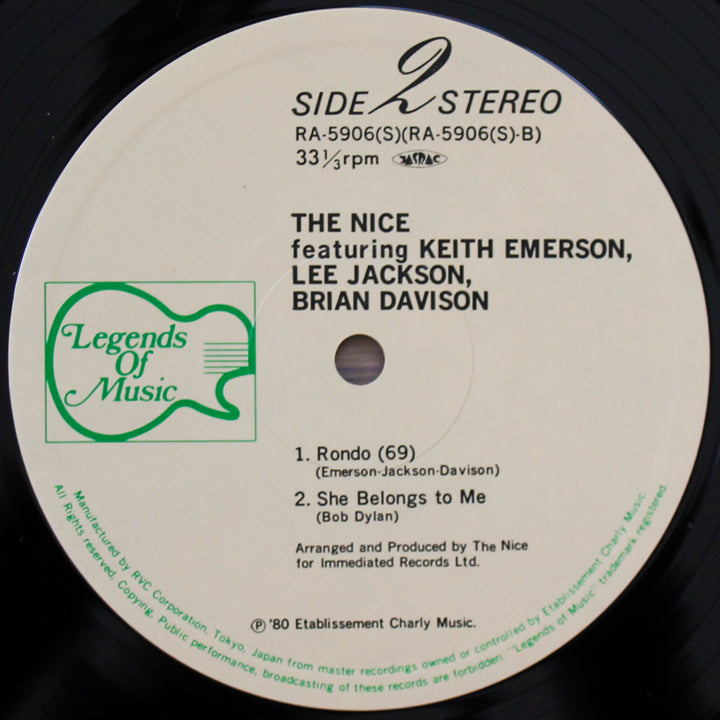 SIDE 2 STEREO
RA-5906(S)(RA-5906(S)-B)
33⅓rpm JASRAC
THE NICE
featuring KEITH EMERSON,
LEE JACKSON,
BRIAN DAVISON
Legends
Of
Music
1. Rondo (69)
(Emerson-Jackson-Davison)
2. She Belongs to Me
(Bob Dylan)
Arranged and Produced by The Nice
for Immediated Records Ltd.
Ⓟ '80 Etablissement Charly Music.
Manufactured by RVC Corporation, Tokyo, Japan from master recordings owned or controlled by Etablissement Charly Music
All Rights reserved. Copying, Public performance, broadcasting of these records are forbidden. "Legends of Music" trademark registered